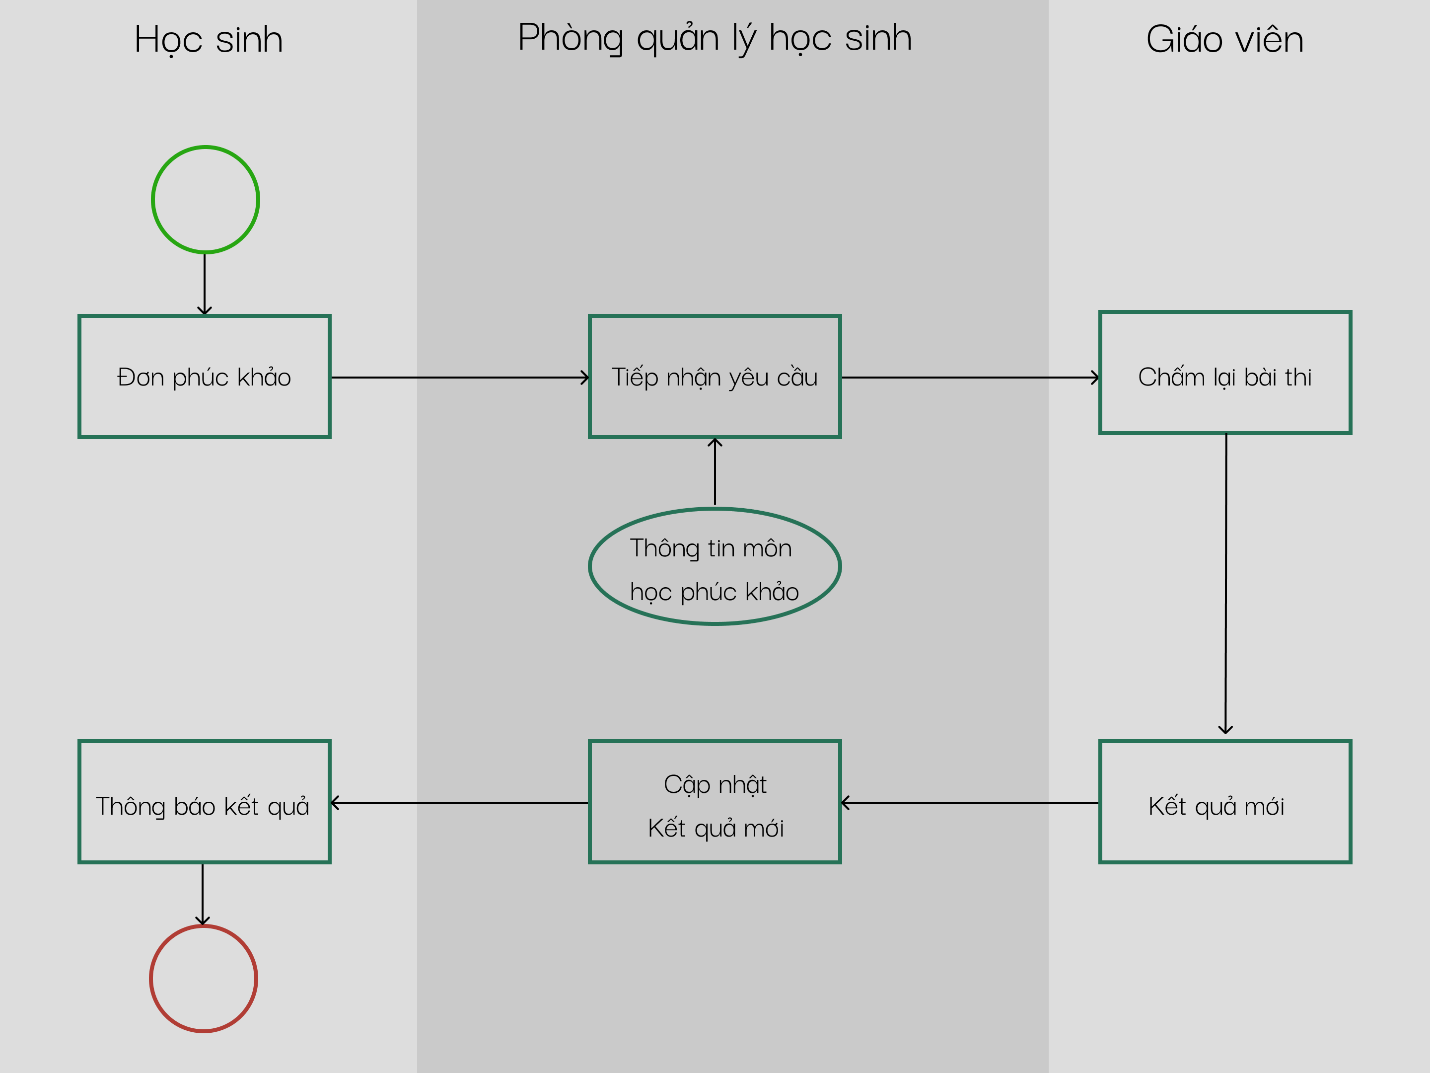 Học sinh
Phòng quản lý học sinh
Giáo viên
Đơn phúc khảo
Tiếp nhận yêu cầu
Chấm lại bài thi
Thông tin môn
học phúc khảo
Thông báo kết quả
Cập nhật
Kết quả mới
Kết quả mới